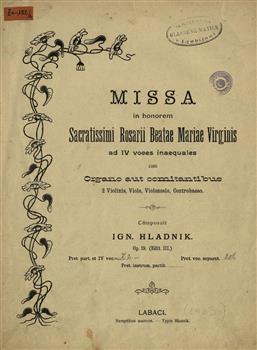 MISSA
in honorem
Sacratissimi Rosarii Beatae Mariae Virginis
ad IV voces inaequales
cum
Organo aut comitantibus
2 Violinis, Viola, Violoncelo, Contrabasso.
Composuit
IGN. HLADNIK.
Op. 19. (Edit. III.)
Pret. part. et IV voc.
Pret. voc. separat.
Pret. instrum. partit.
LABACI.
Sumptibus auctoris. — Typis Blasnik.